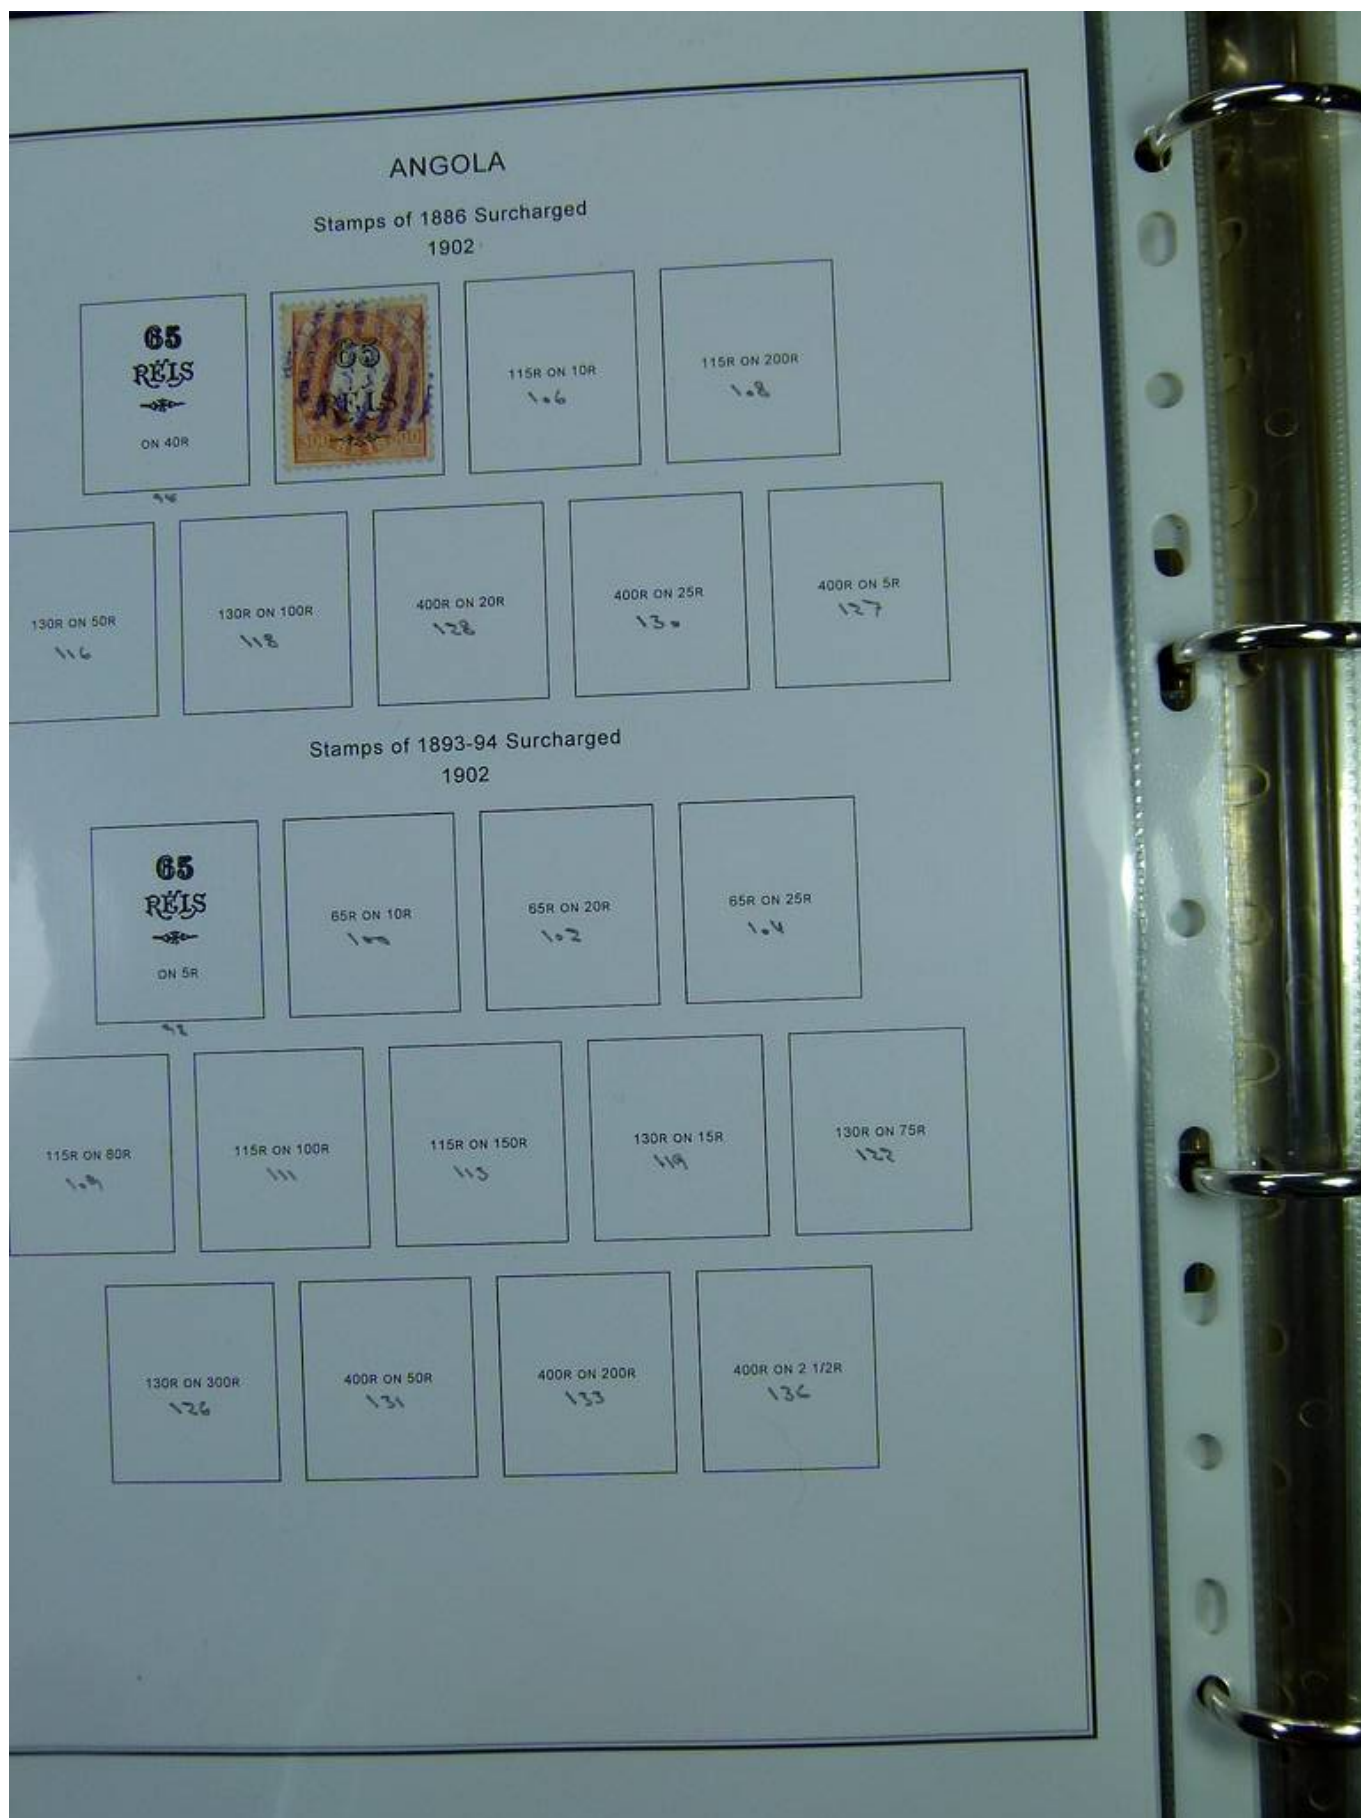 ANGOLA
Stamps of 1886 Surcharged
1902
65
RÉIS
ON 40R
65
RÉIS
300 300
115R ON 10R
106
115R ON 200R
108
130R ON 50R
116
130R ON 100R
118
400R ON 20R
128
400R ON 25R
130
400R ON 5R
127
Stamps of 1893-94 Surcharged
1902
65
RÉIS
ON 5R
98
65R ON 10R
100
65R ON 20R
102
65R ON 25R
104
115R ON 80R
109
115R ON 100R
111
115R ON 150R
113
130R ON 15R
119
130R ON 75R
122
130R ON 300R
126
400R ON 50R
131
400R ON 200R
133
400R ON 2 1/2R
136